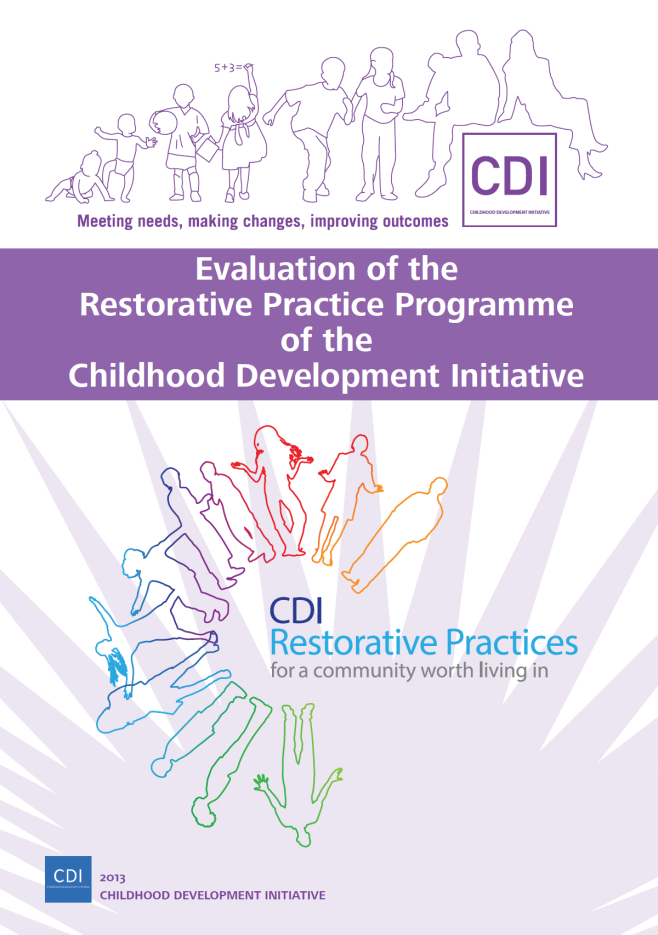 5+3=
CDI
CHILDHOOD DEVELOPMENT INITIATIVE
Meeting needs, making changes, improving outcomes
Evaluation of the
Restorative Practice Programme
of the
Childhood Development Initiative
CDI
Restorative Practices
for a community worth living in
CDI
2013
CHILDHOOD DEVELOPMENT INITIATIVE